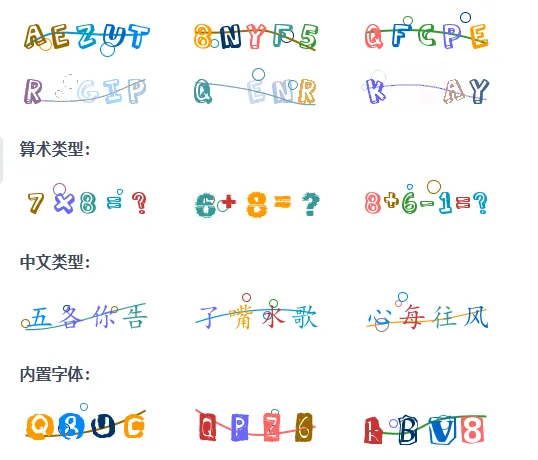 AEZUT 8NYF5 QFCPE
R GIP Q ENR K AY
算术类型：
7×8=? 6+8=? 8+6-1=?
中文类型：
五各你告 子嘴水歌 心每往风
内置字体：
Q8UC QPZ6 KBV8